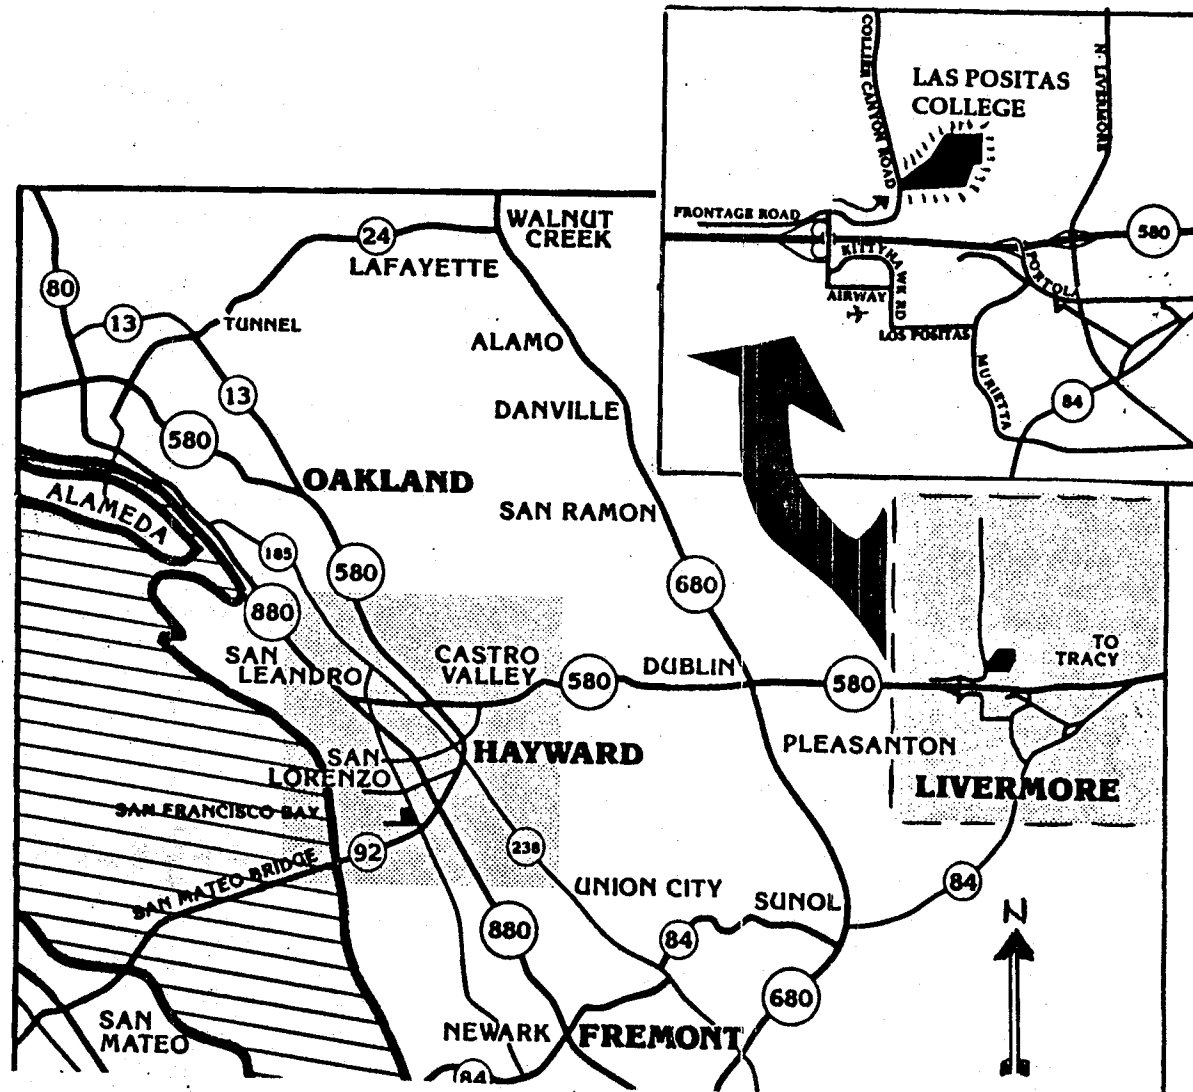 COLLIER CANYON ROAD
N. LIVERMORE
LAS POSITAS
COLLEGE
FRONTAGE ROAD
580
KITTYHAWK RD
PORTOLA
AIRWAY
LOS POSITAS
MURIETTA
84
WALNUT
CREEK
24
LAFAYETTE
80
13
TUNNEL
ALAMO
13
DANVILLE
580
OAKLAND
ALAMEDA
SAN RAMON
185
580
680
880
SAN
LEANDRO
CASTRO
VALLEY
580
DUBLIN
580
TO
TRACY
SAN
LORENZO
HAYWARD
PLEASANTON
LIVERMORE
SAN FRANCISCO BAY
92
238
SAN MATEO BRIDGE
UNION CITY
SUNOL
84
880
84
N
680
SAN
MATEO
NEWARK
FREMONT
84